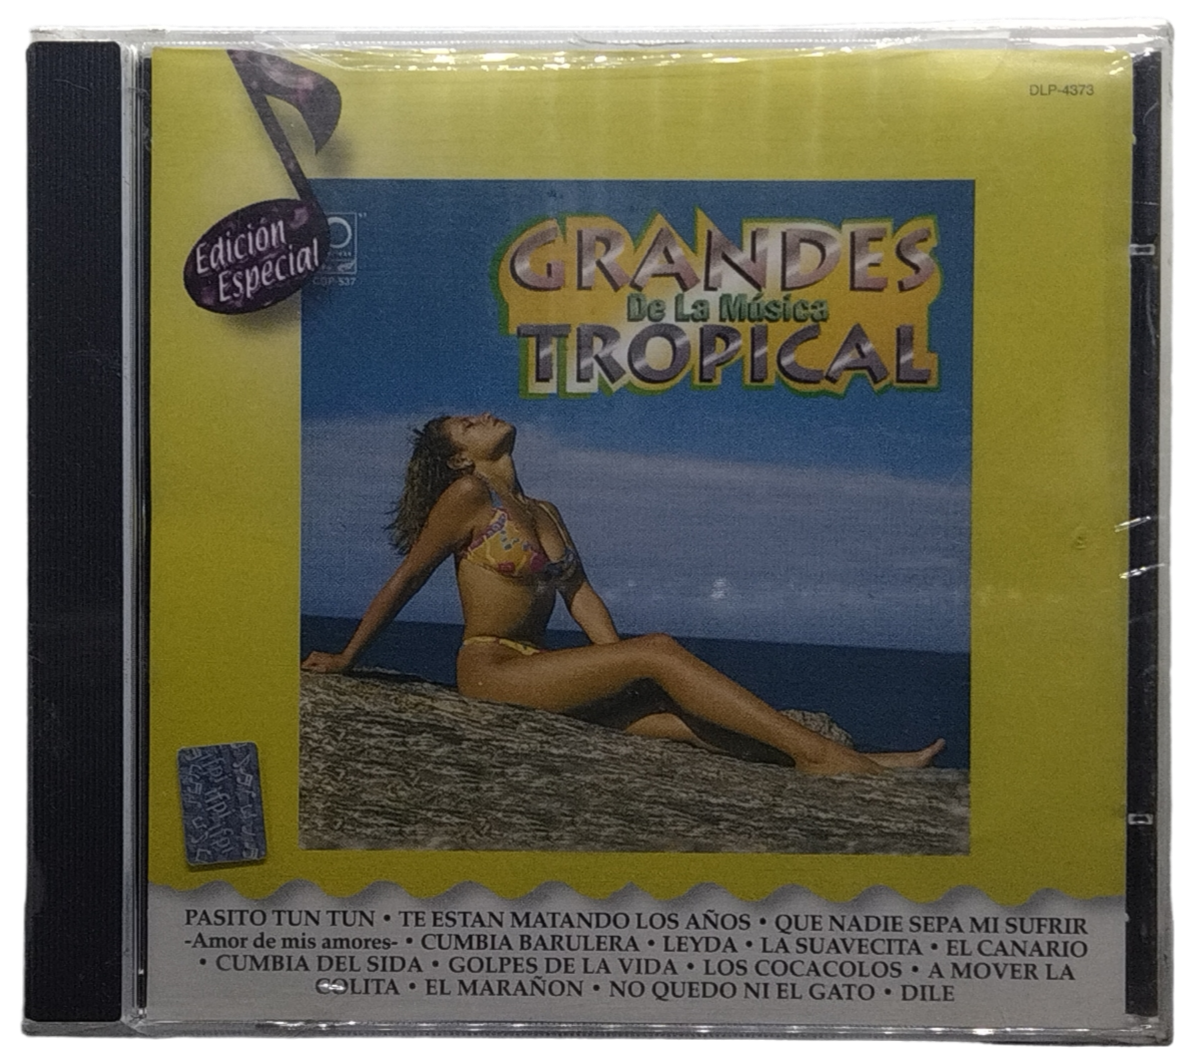 DLP-4373
Edición
Especial
CDP-537
GRANDES
De La Música
TROPICAL
PASITO TUN TUN • TE ESTAN MATANDO LOS AÑOS • QUE NADIE SEPA MI SUFRIR
-Amor de mis amores- • CUMBIA BARULERA • LEYDA • LA SUAVECITA • EL CANARIO
• CUMBIA DEL SIDA • GOLPES DE LA VIDA • LOS COCACOLOS • A MOVER LA
COLITA • EL MARAÑON • NO QUEDO NI EL GATO • DILE